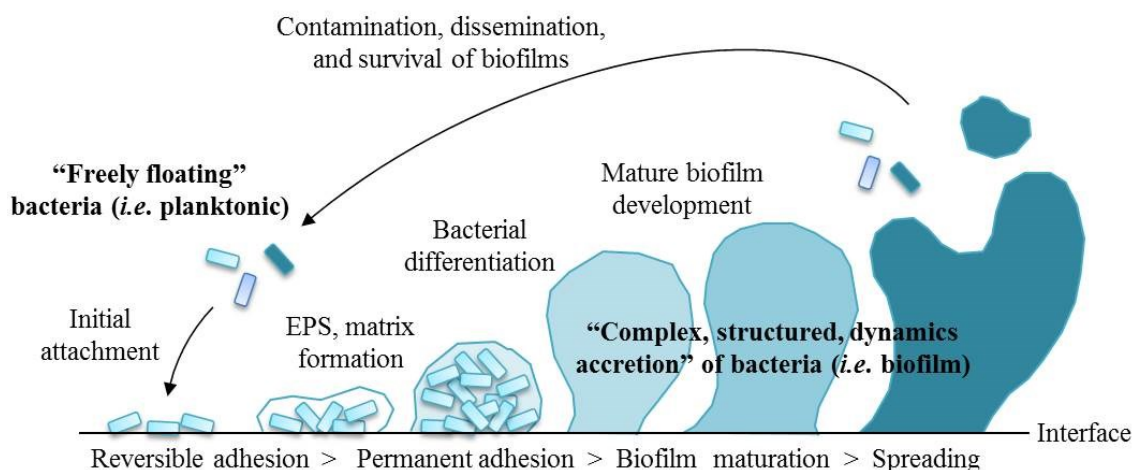 Contamination, dissemination,
and survival of biofilms
“Freely floating”
bacteria (i.e. planktonic)
Mature biofilm
development
Bacterial
differentiation
Initial
attachment
EPS, matrix
formation
“Complex, structured, dynamics
accretion” of bacteria (i.e. biofilm)
Interface
Reversible adhesion > Permanent adhesion > Biofilm maturation > Spreading